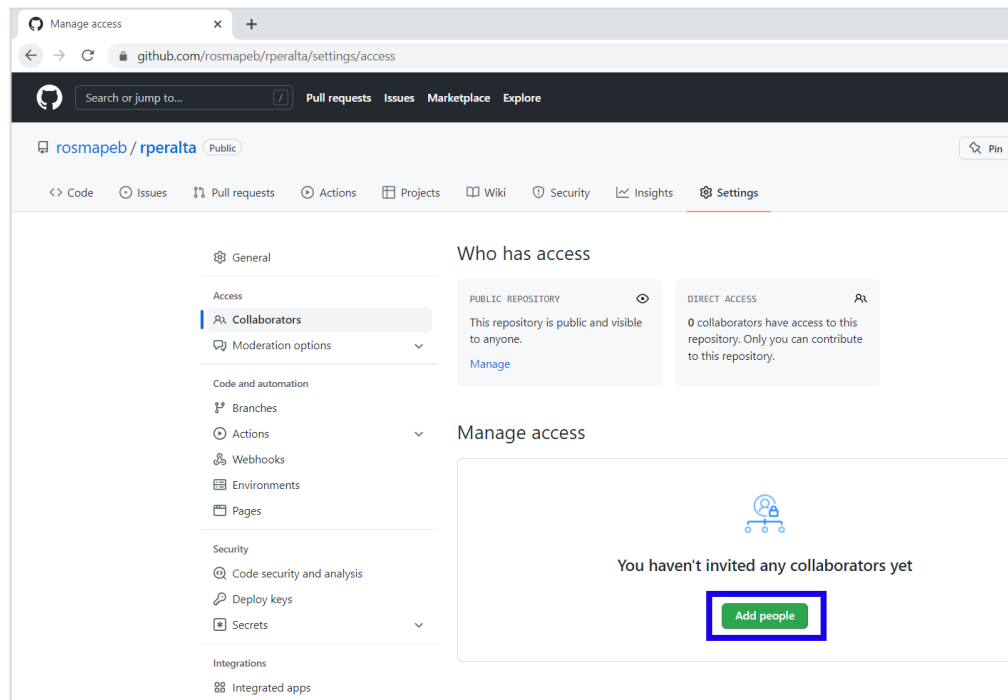 Manage access
github.com/rosmapeb/rperalta/settings/access
Search or jump to... / Pull requests Issues Marketplace Explore
rosmapeb / rperalta Public Pin
<> Code Issues Pull requests Actions Projects Wiki Security Insights Settings
General
Access
Collaborators
Moderation options
Code and automation
Branches
Actions
Webhooks
Environments
Pages
Security
Code security and analysis
Deploy keys
Secrets
Integrations
Integrated apps
Who has access
PUBLIC REPOSITORY
This repository is public and visible
to anyone.
Manage
DIRECT ACCESS
0 collaborators have access to this
repository. Only you can contribute
to this repository.
Manage access
You haven't invited any collaborators yet
Add people